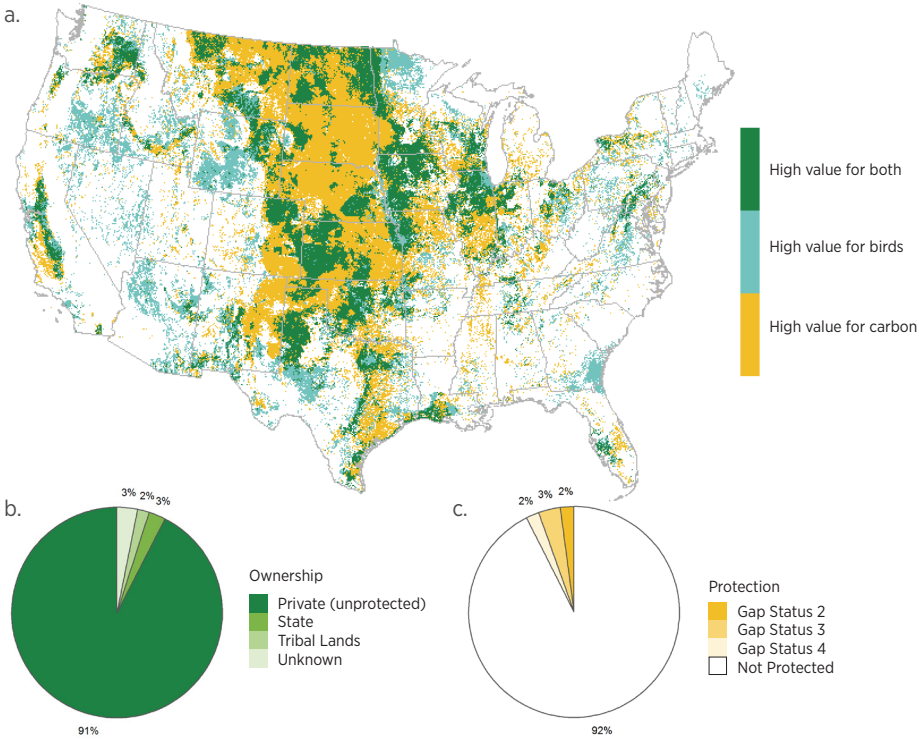 a.
High value for both
High value for birds
High value for carbon
b.
3% 2% 3%
91%
Ownership
Private (unprotected)
State
Tribal Lands
Unknown
c.
2% 3% 2%
92%
Protection
Gap Status 2
Gap Status 3
Gap Status 4
Not Protected